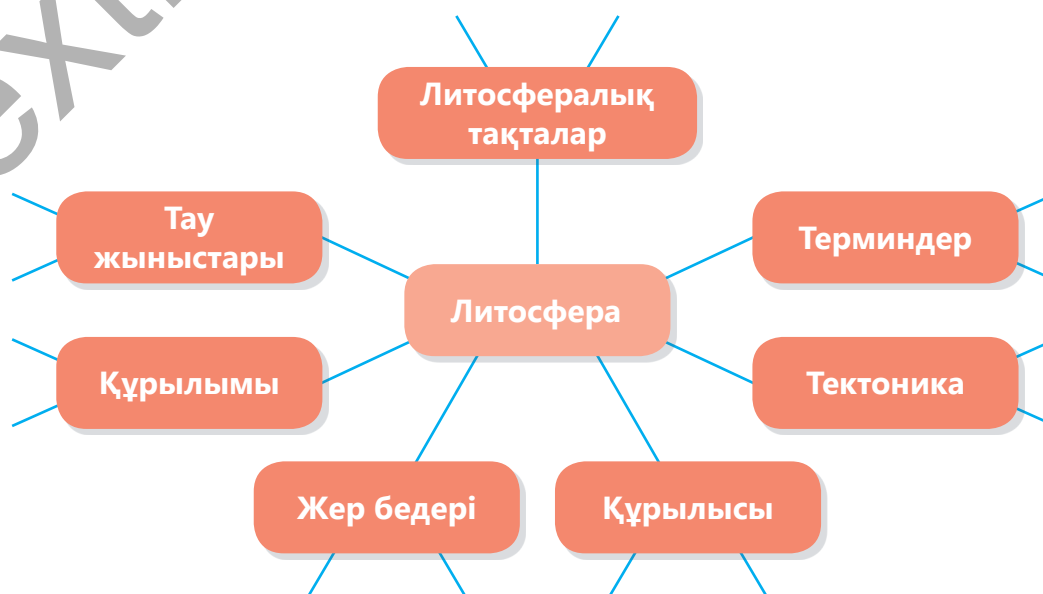 Литосфералық
тақталар
Тау
жыныстары
Терминдер
Литосфера
Құрылымы
Тектоника
Жер бедері
Құрылысы